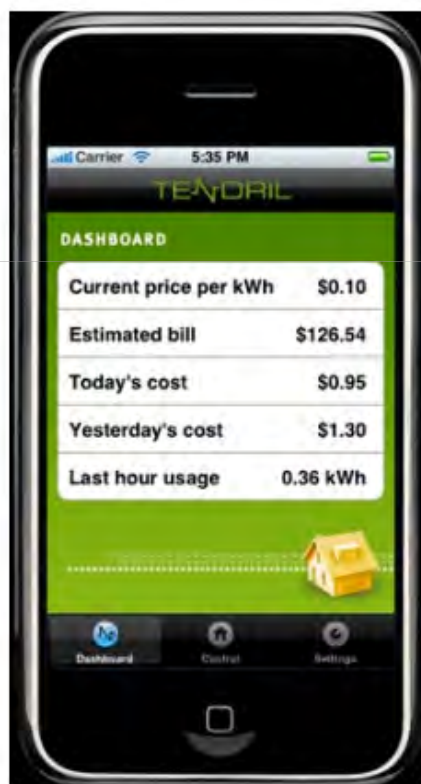 Carrier 5:35 PM
TENDRIL
DASHBOARD
Current price per kWh $0.10
Estimated bill $126.54
Today's cost $0.95
Yesterday's cost $1.30
Last hour usage 0.36 kWh
Dashboard Control Settings